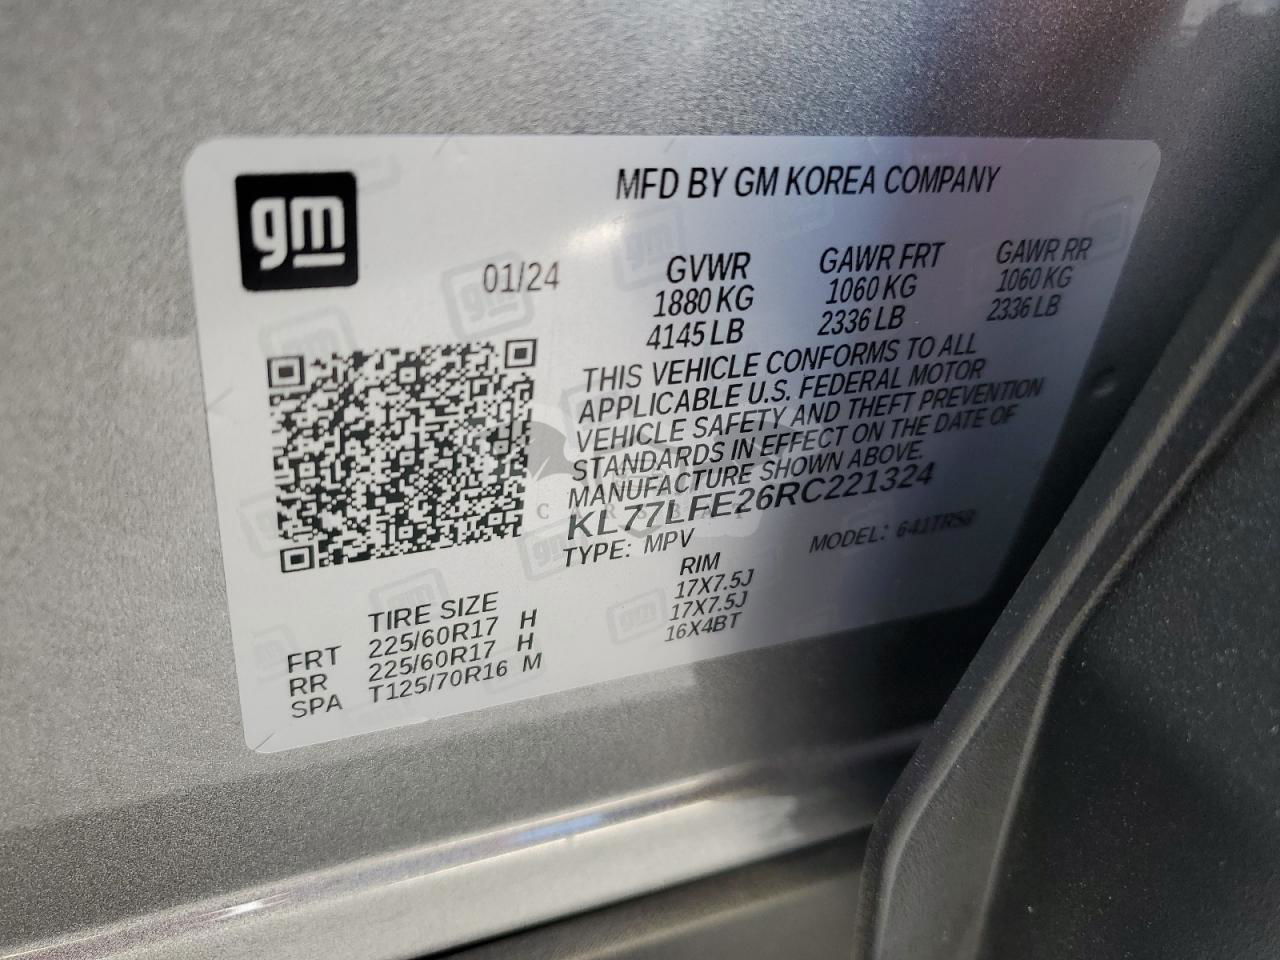 gm
MFD BY GM KOREA COMPANY
01/24
GVWR
1880 KG
4145 LB
GAWR FRT
1060 KG
2336 LB
GAWR RR
1060 KG
2336 LB
THIS VEHICLE CONFORMS TO ALL
APPLICABLE U.S. FEDERAL MOTOR
VEHICLE SAFETY AND THEFT PREVENTION
STANDARDS IN EFFECT ON THE DATE OF
MANUFACTURE SHOWN ABOVE.
KL77LFE26RC221324
TYPE: MPV
MODEL: 641TR58
TIRE SIZE
RIM
FRT 225/60R17 H 17X7.5J
RR 225/60R17 H 17X7.5J
SPA T125/70R16 M 16X4BT